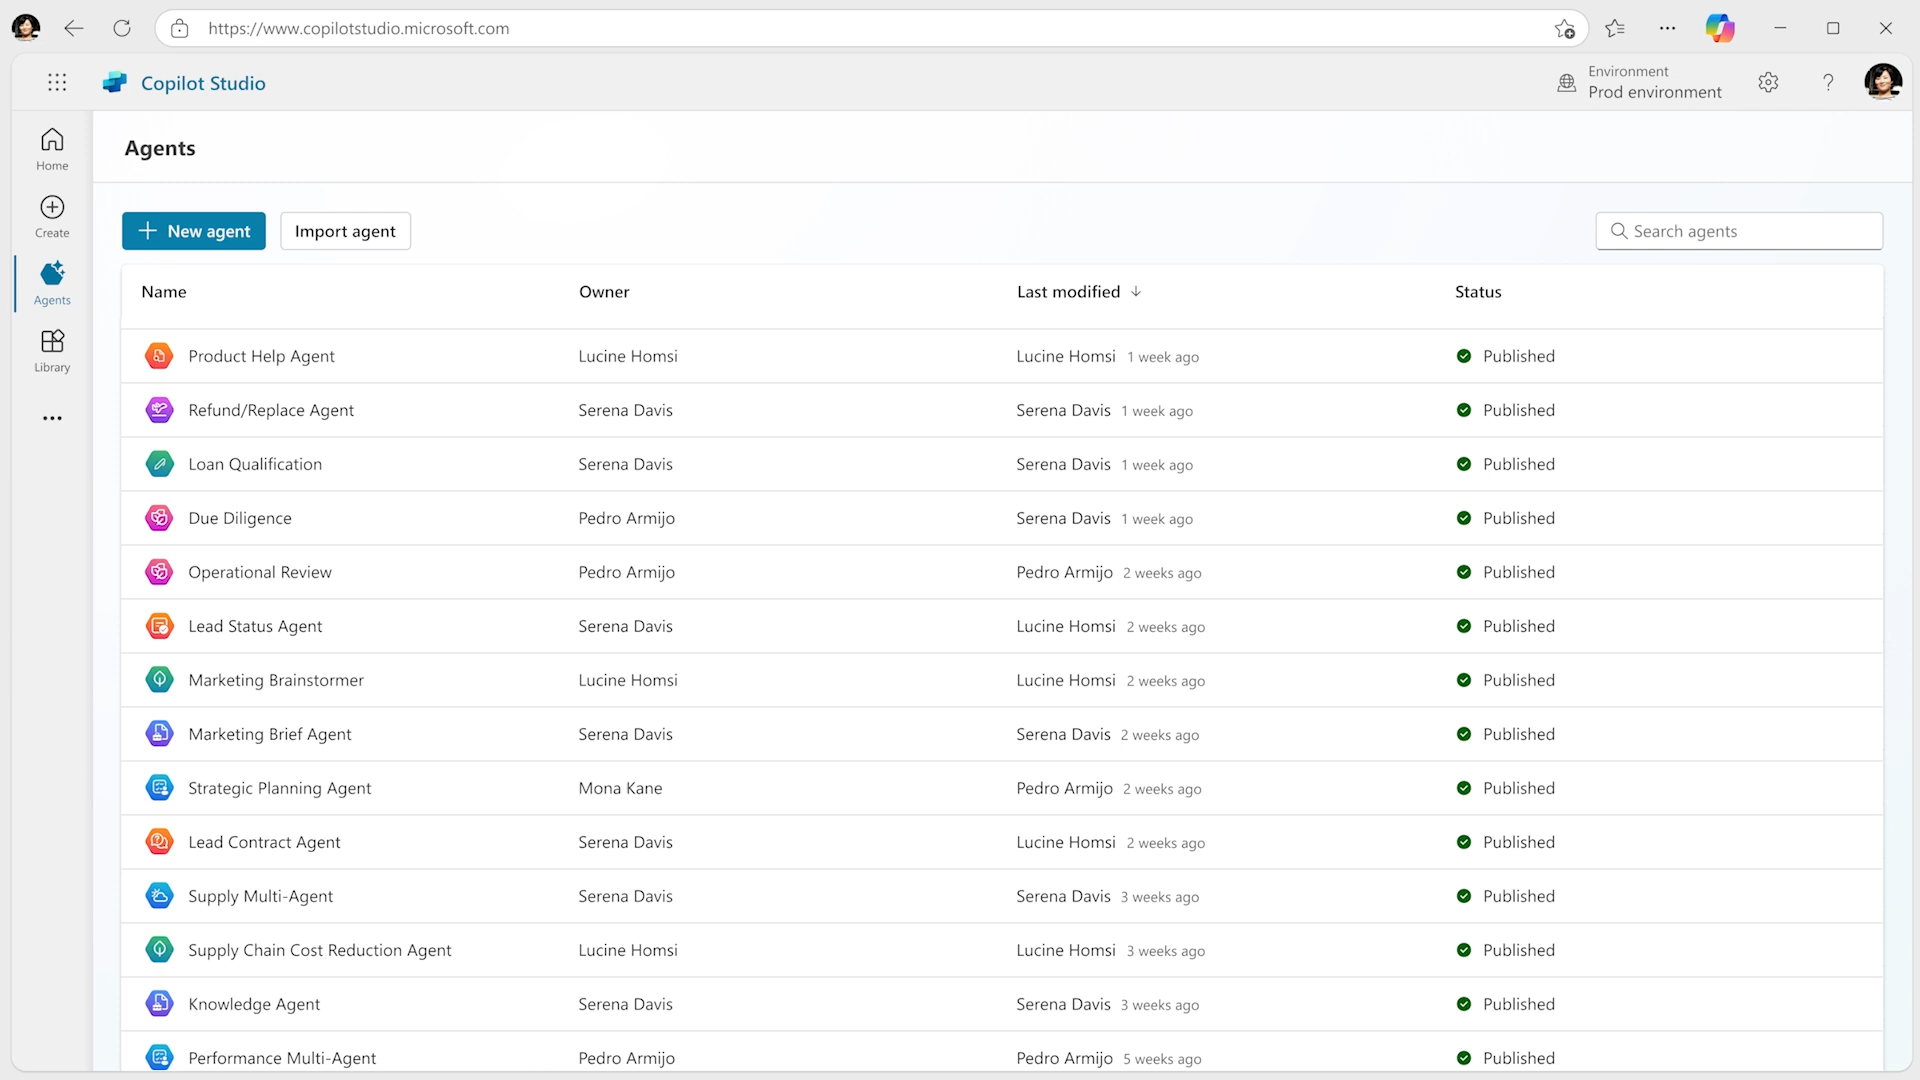 https://www.copilotstudio.microsoft.com
Copilot Studio
Environment
Prod environment
?
Home
Create
Agents
Library
Agents
New agent
Import agent
Search agents
Name Owner Last modified Status
Product Help Agent Lucine Homsi Lucine Homsi 1 week ago Published
Refund/Replace Agent Serena Davis Serena Davis 1 week ago Published
Loan Qualification Serena Davis Serena Davis 1 week ago Published
Due Diligence Pedro Armijo Serena Davis 1 week ago Published
Operational Review Pedro Armijo Pedro Armijo 2 weeks ago Published
Lead Status Agent Serena Davis Lucine Homsi 2 weeks ago Published
Marketing Brainstormer Lucine Homsi Lucine Homsi 2 weeks ago Published
Marketing Brief Agent Serena Davis Serena Davis 2 weeks ago Published
Strategic Planning Agent Mona Kane Pedro Armijo 2 weeks ago Published
Lead Contract Agent Serena Davis Lucine Homsi 2 weeks ago Published
Supply Multi-Agent Serena Davis Serena Davis 3 weeks ago Published
Supply Chain Cost Reduction Agent Lucine Homsi Lucine Homsi 3 weeks ago Published
Knowledge Agent Serena Davis Serena Davis 3 weeks ago Published
Performance Multi-Agent Pedro Armijo Pedro Armijo 5 weeks ago Published